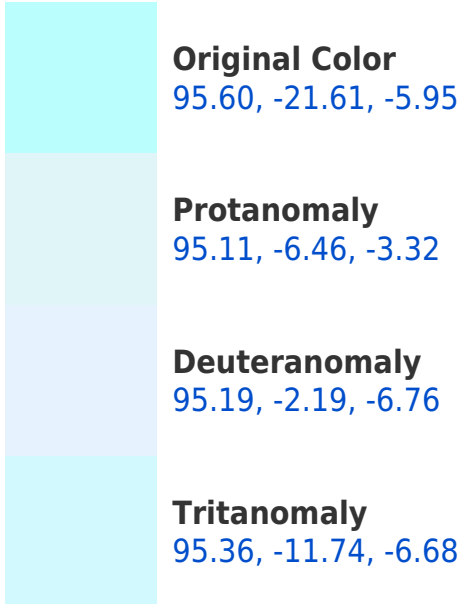 Original Color
95.60, -21.61, -5.95
Protanomaly
95.11, -6.46, -3.32
Deuteranomaly
95.19, -2.19, -6.76
Tritanomaly
95.36, -11.74, -6.68